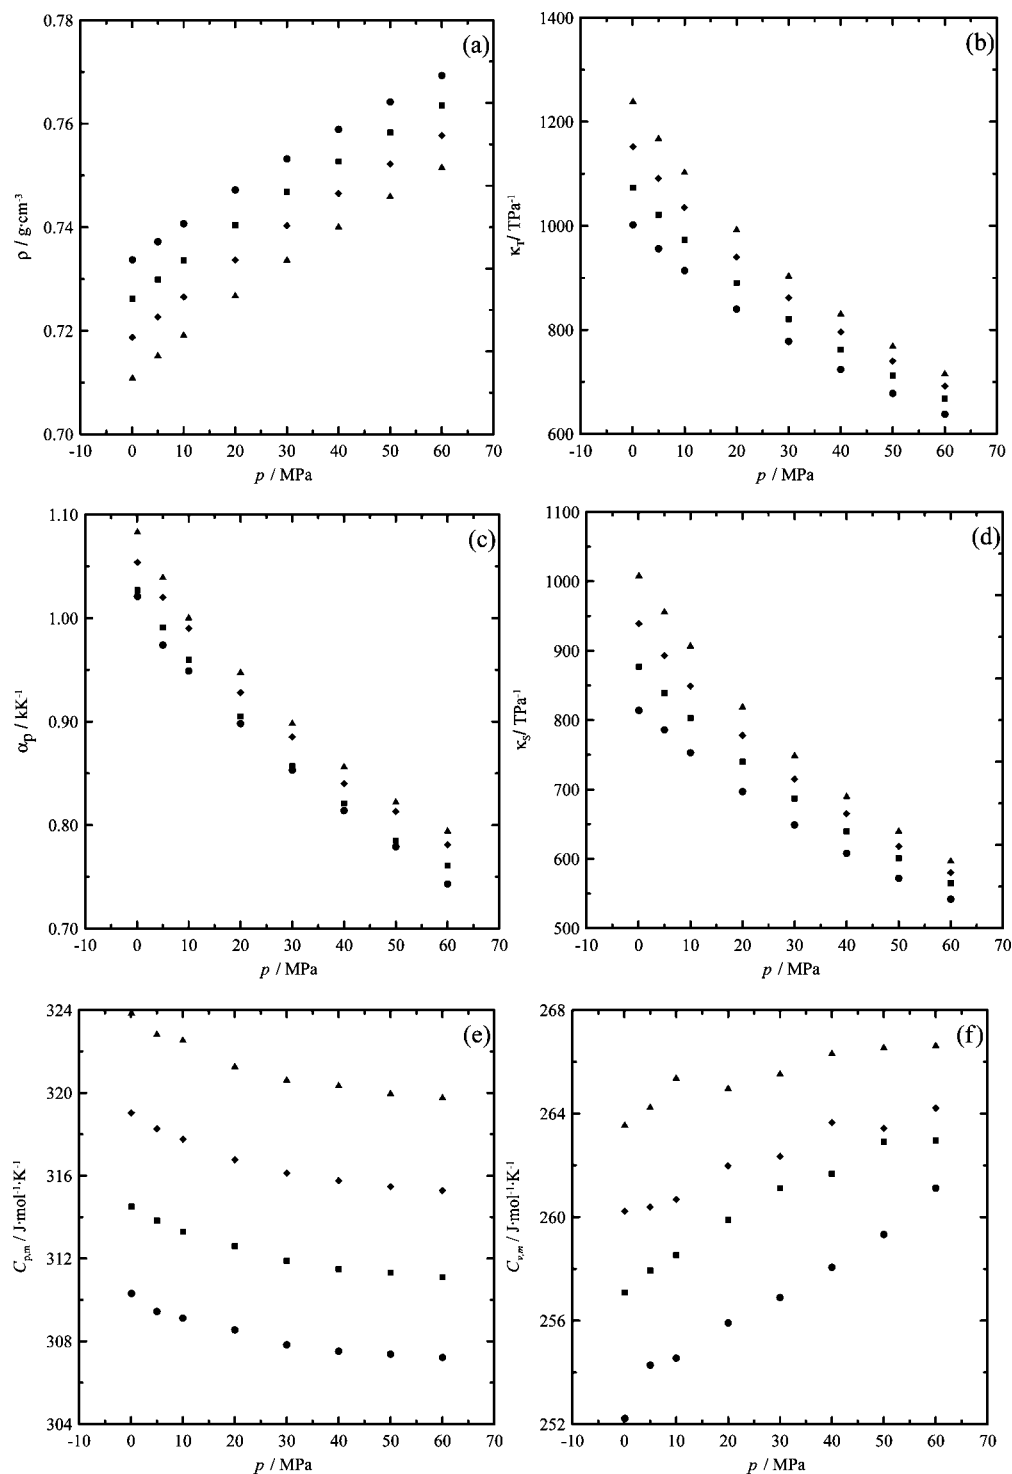 0.78
0.76
0.74
0.72
0.70
ρ / g·cm⁻³
(a)
-10 0 10 20 30 40 50 60 70
p / MPa
1400
1200
1000
800
600
κT/ TPa⁻¹
(b)
-10 0 10 20 30 40 50 60 70
p / MPa
1.10
1.00
0.90
0.80
0.70
αp / kK⁻¹
(c)
-10 0 10 20 30 40 50 60 70
p / MPa
1100
1000
900
800
700
600
500
κS/ TPa⁻¹
(d)
-10 0 10 20 30 40 50 60 70
p / MPa
324
320
316
312
308
304
Cp,m / J·mol⁻¹·K⁻¹
(e)
-10 0 10 20 30 40 50 60 70
p / MPa
268
264
260
256
252
Cv,m / J·mol⁻¹·K⁻¹
(f)
-10 0 10 20 30 40 50 60 70
p / MPa